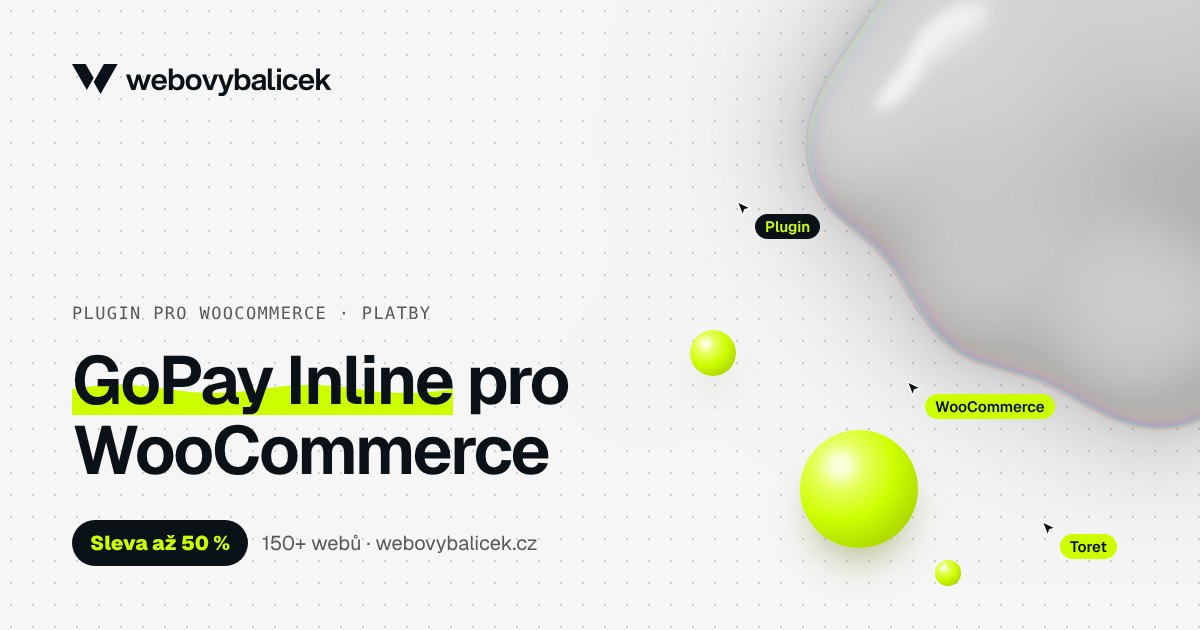 webovybalicek
Plugin
PLUGIN PRO WOOCOMMERCE · PLATBY
GoPay Inline pro
WooCommerce
WooCommerce
Sleva až 50 %
150+ webů · webovybalicek.cz
Toret